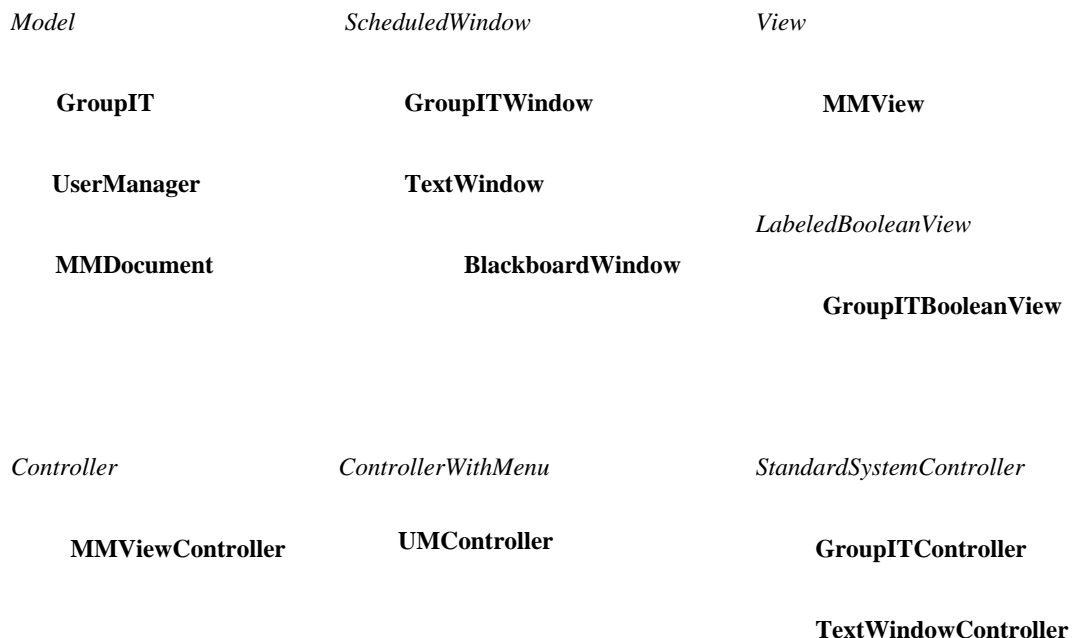 Model ScheduledWindow View
GroupIT GroupITWindow MMView
UserManager TextWindow
LabeledBooleanView
MMDocument BlackboardWindow
GroupITBooleanView
Controller ControllerWithMenu StandardSystemController
MMViewController UMController GroupITController
TextWindowController